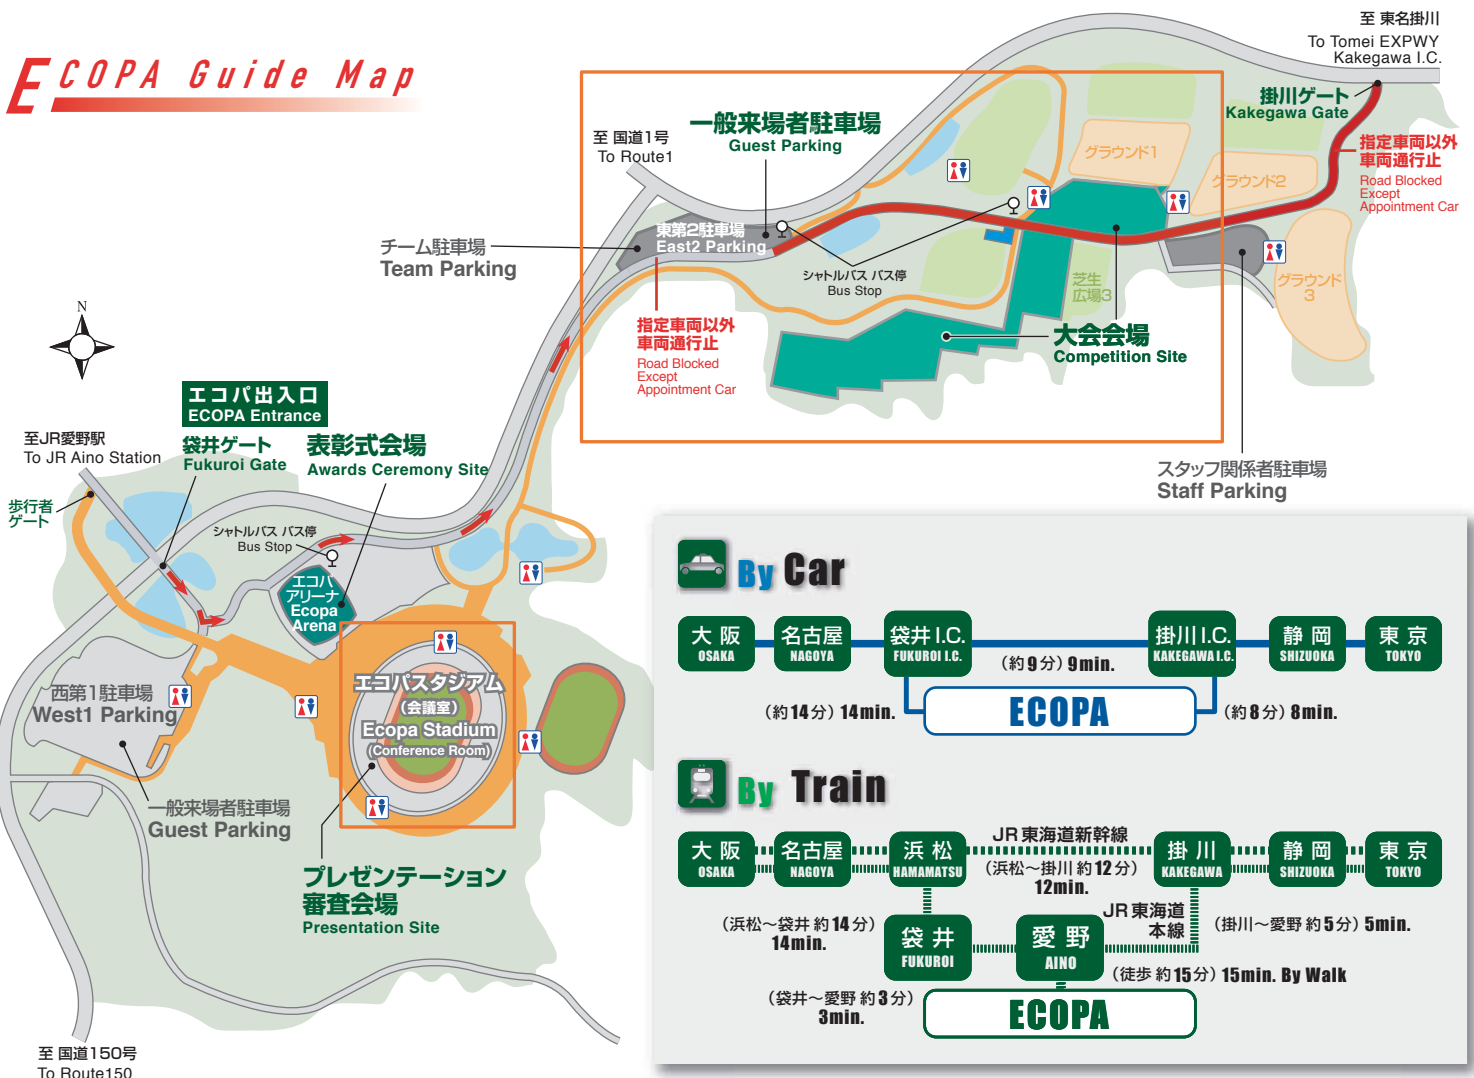 ECOPA Guide Map
至 東名掛川
To Tomei EXPWY
Kakegawa I.C.
掛川ゲート
Kakegawa Gate
指定車両以外
車両通行止
Road Blocked
Except
Appointment Car
至 国道1号
To Route1
一般来場者駐車場
Guest Parking
グラウンド1
グラウンド2
グラウンド
3
東第2駐車場
East2 Parking
チーム駐車場
Team Parking
シャトルバス バス停
Bus Stop
芝生
広場3
指定車両以外
車両通行止
Road Blocked
Except
Appointment Car
大会会場
Competition Site
スタッフ関係者駐車場
Staff Parking
N
エコパ出入口
ECOPA Entrance
至JR愛野駅
To JR Aino Station
袋井ゲート
Fukuroi Gate
表彰式会場
Awards Ceremony Site
歩行者
ゲート
シャトルバス バス停
Bus Stop
エコパ
アリーナ
Ecopa
Arena
西第1駐車場
West1 Parking
エコパスタジアム
(会議室)
Ecopa Stadium
(Conference Room)
一般来場者駐車場
Guest Parking
プレゼンテーション
審査会場
Presentation Site
至 国道150号
To Route150
By Car
大阪
OSAKA
名古屋
NAGOYA
袋井I.C.
FUKUROI I.C.
掛川I.C.
KAKEGAWA I.C.
静岡
SHIZUOKA
東京
TOKYO
(約9分) 9min.
(約14分) 14min.
ECOPA
(約8分) 8min.
By Train
JR東海道新幹線
大阪
OSAKA
名古屋
NAGOYA
浜松
HAMAMATSU
掛川
KAKEGAWA
静岡
SHIZUOKA
東京
TOKYO
(浜松〜掛川 約12分)
12min.
(浜松〜袋井 約14分)
14min.
袋井
FUKUROI
愛野
AINO
JR東海道
本線
(掛川〜愛野 約5分) 5min.
(徒歩 約15分) 15min. By Walk
(袋井〜愛野 約3分)
3min.
ECOPA